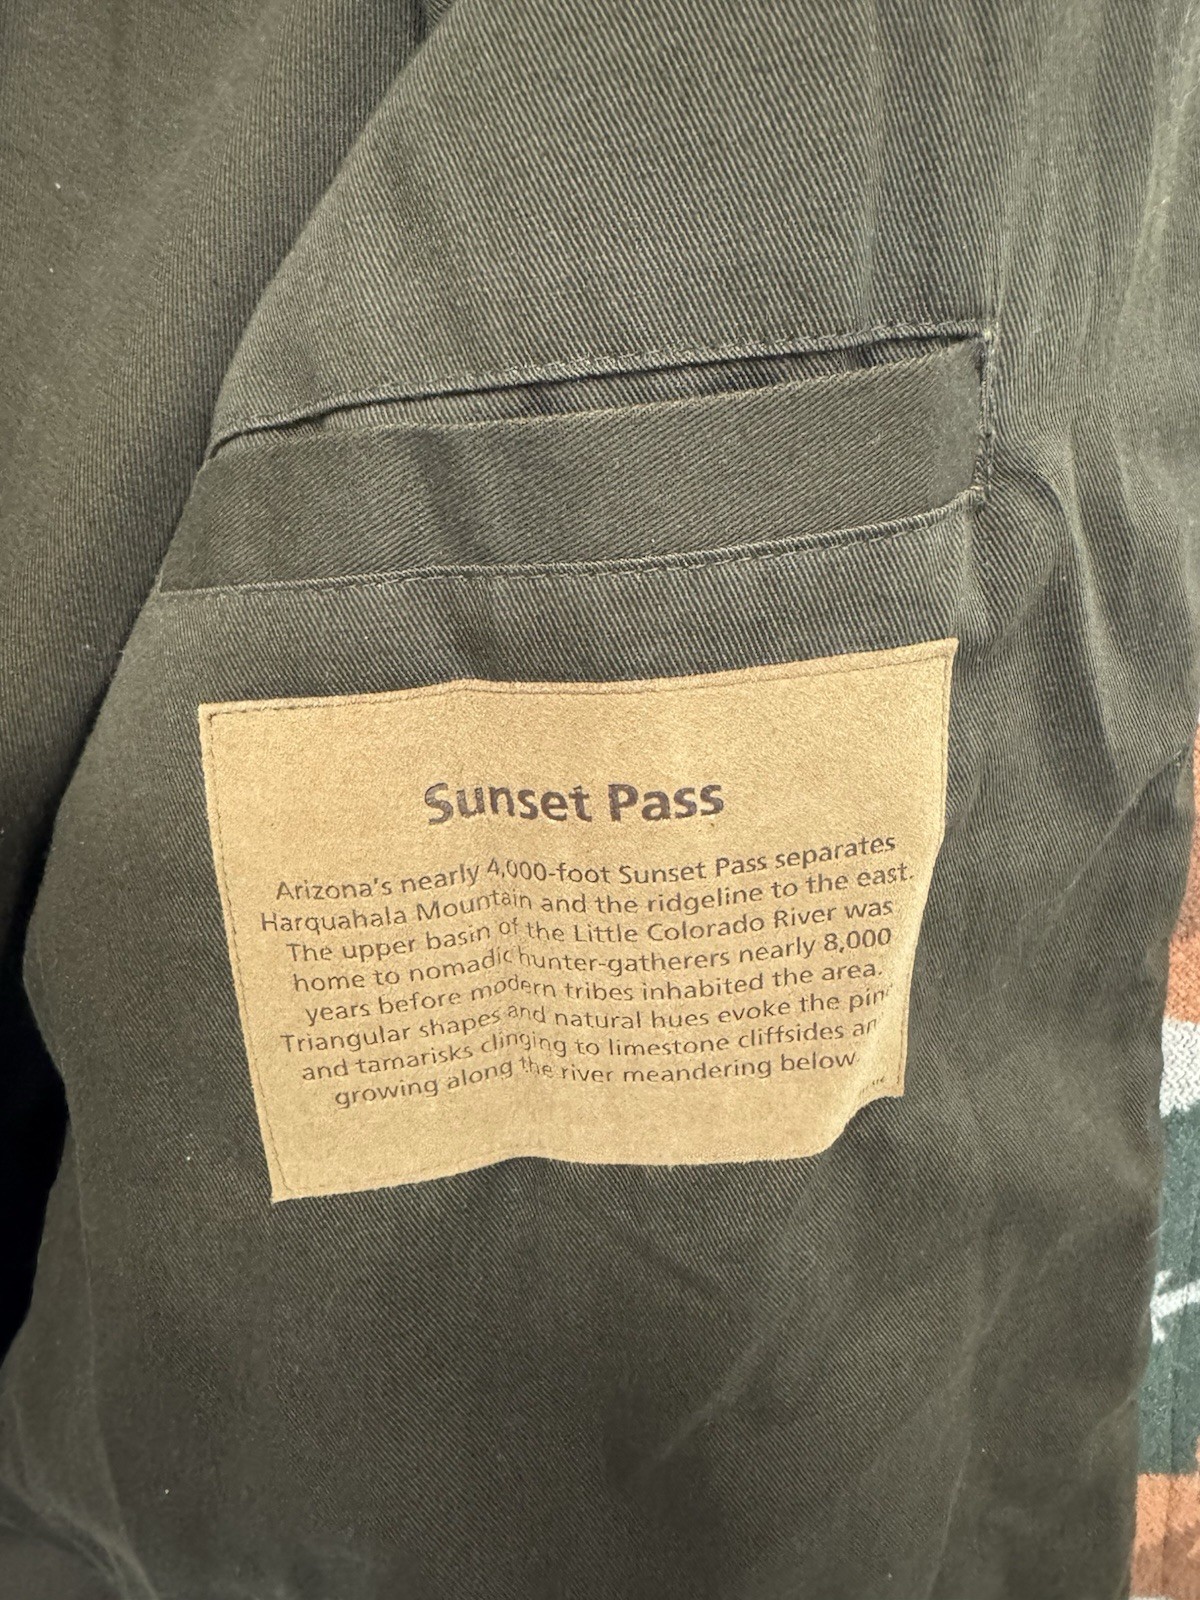 Sunset Pass
Arizona's nearly 4,000-foot Sunset Pass separates
Harquahala Mountain and the ridgeline to the east.
The upper basin of the Little Colorado River was
home to nomadic hunter-gatherers nearly 8,000
years before modern tribes inhabited the area.
Triangular shapes and natural hues evoke the
and tamarisks clinging to limestone cliffsides
growing along the river meandering below